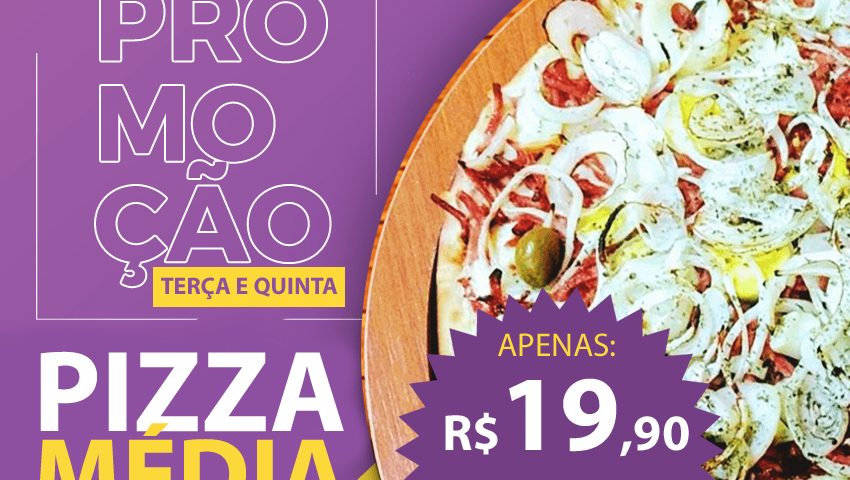 PRO
MO
ÇÃO
TERÇA E QUINTA
PIZZA
MÉDIA
APENAS:
R$ 19,90